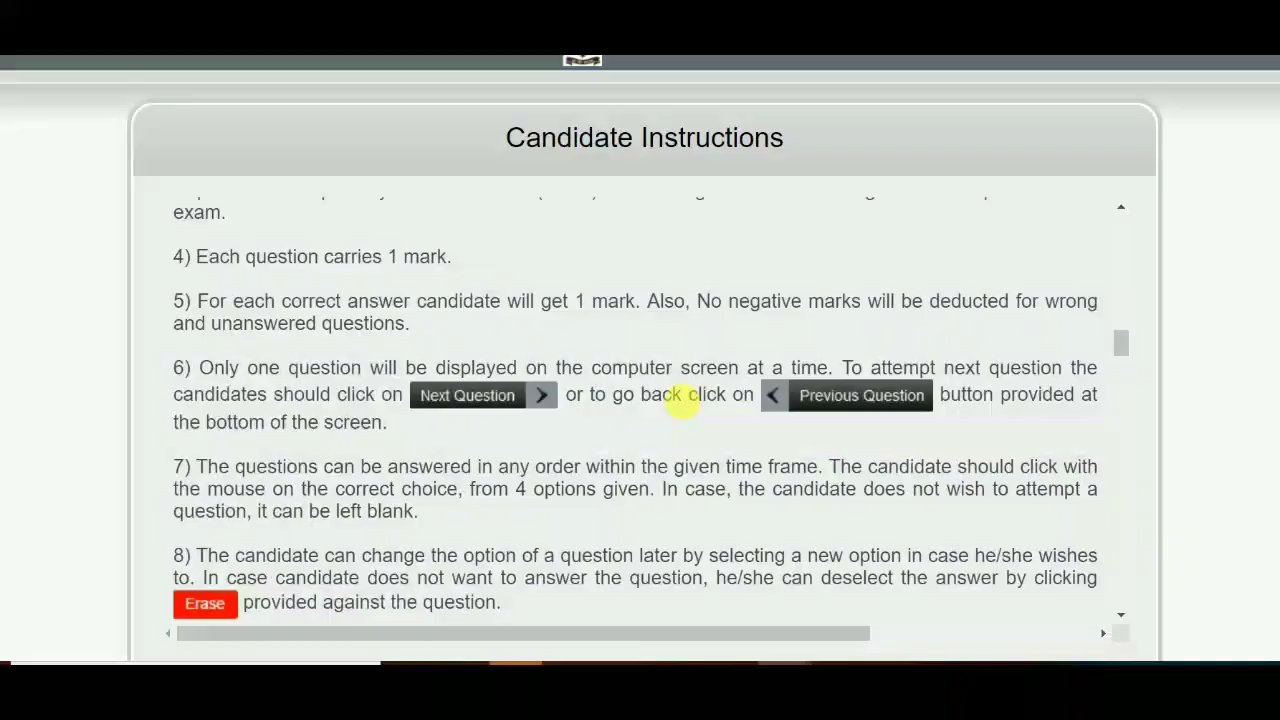 Candidate Instructions
exam.
4) Each question carries 1 mark.
5) For each correct answer candidate will get 1 mark. Also, No negative marks will be deducted for wrong
and unanswered questions.
6) Only one question will be displayed on the computer screen at a time. To attempt next question the
candidates should click on Next Question > or to go back click on < Previous Question button provided at
the bottom of the screen.
7) The questions can be answered in any order within the given time frame. The candidate should click with
the mouse on the correct choice, from 4 options given. In case, the candidate does not wish to attempt a
question, it can be left blank.
8) The candidate can change the option of a question later by selecting a new option in case he/she wishes
to. In case candidate does not want to answer the question, he/she can deselect the answer by clicking
Erase provided against the question.